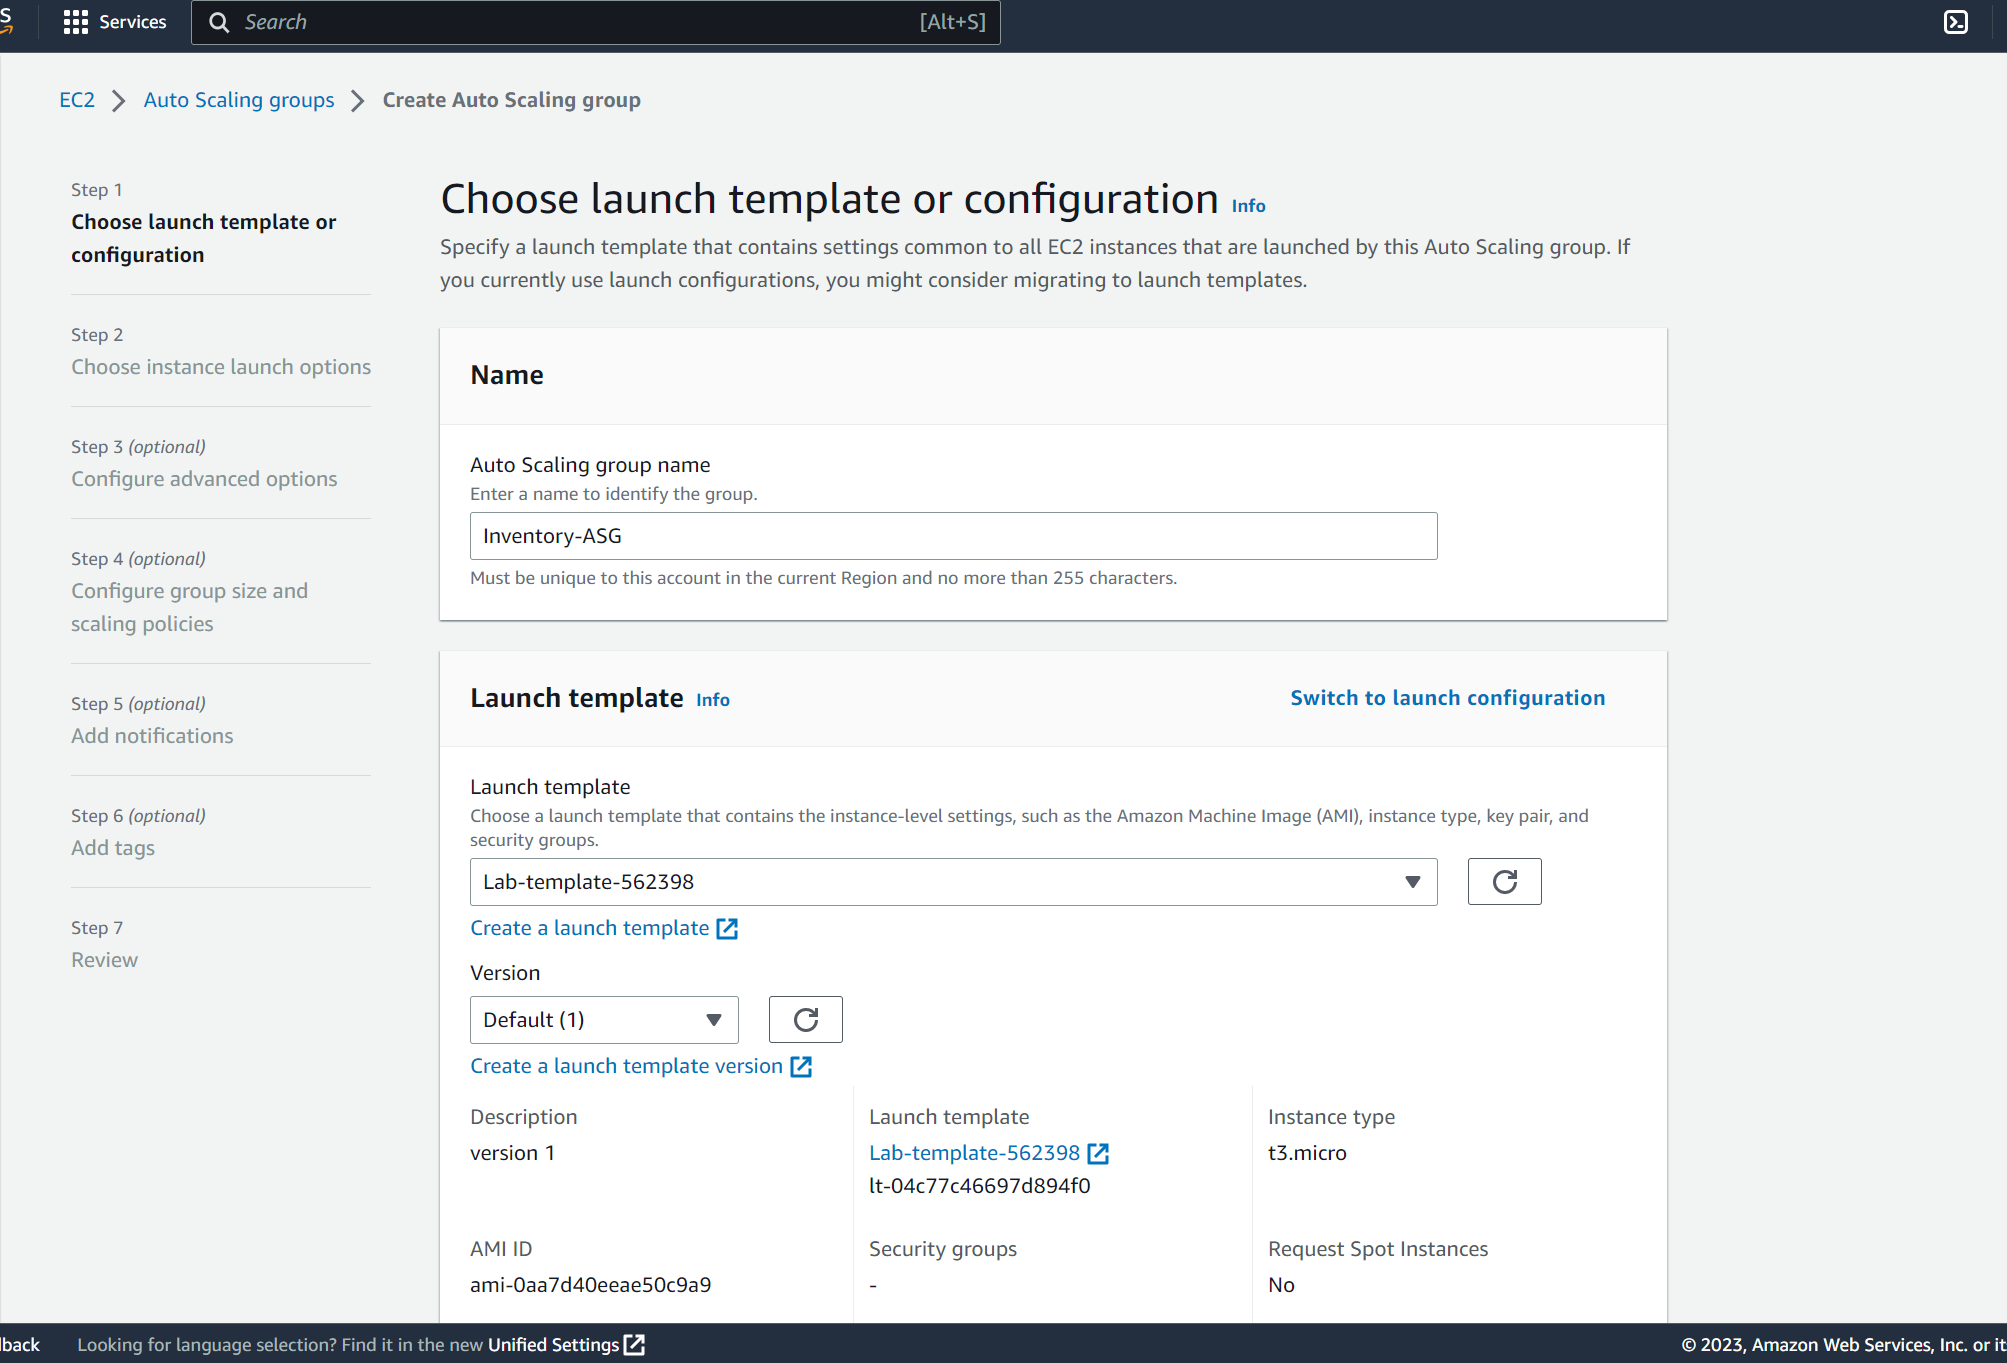 S
Services
Search
[Alt+S]
EC2
Auto Scaling groups
Create Auto Scaling group
Step 1
Choose launch template or
configuration
Step 2
Choose instance launch options
Step 3 (optional)
Configure advanced options
Step 4 (optional)
Configure group size and
scaling policies
Step 5 (optional)
Add notifications
Step 6 (optional)
Add tags
Step 7
Review
Choose launch template or configuration Info
Specify a launch template that contains settings common to all EC2 instances that are launched by this Auto Scaling group. If
you currently use launch configurations, you might consider migrating to launch templates.
Name
Auto Scaling group name
Enter a name to identify the group.
Inventory-ASG
Must be unique to this account in the current Region and no more than 255 characters.
Launch template Info
Switch to launch configuration
Launch template
Choose a launch template that contains the instance-level settings, such as the Amazon Machine Image (AMI), instance type, key pair, and
security groups.
Lab-template-562398
Create a launch template
Version
Default (1)
Create a launch template version
Description
version 1
Launch template
Lab-template-562398
lt-04c77c46697d894f0
Instance type
t3.micro
AMI ID
ami-0aa7d40eeae50c9a9
Security groups
-
Request Spot Instances
No
back
Looking for language selection? Find it in the new Unified Settings
© 2023, Amazon Web Services, Inc. or it